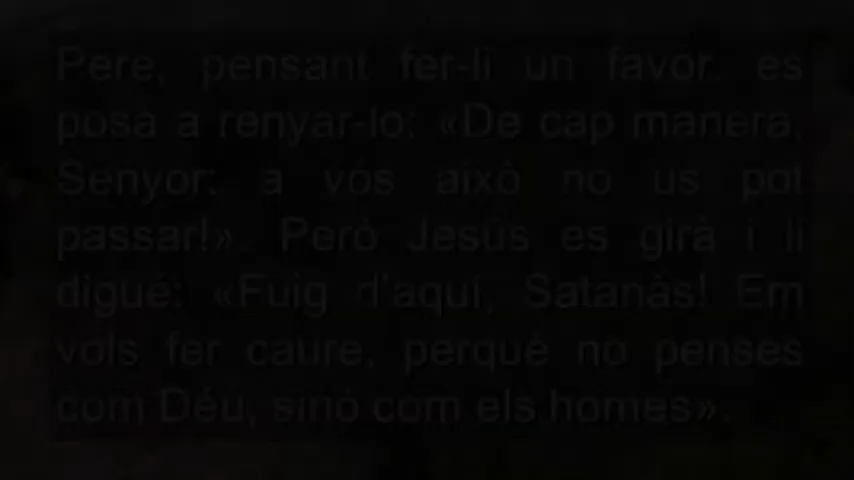 Pere, pensant fer-li un favor, es
posà a renyar-lo: «De cap manera,
Senyor; a vós això no us pot
passar!». Però Jesús es girà i li
digué: «Fuig d'aquí, Satanàs! Em
vols fer caure, perquè no penses
com Déu, sinó com els homes».